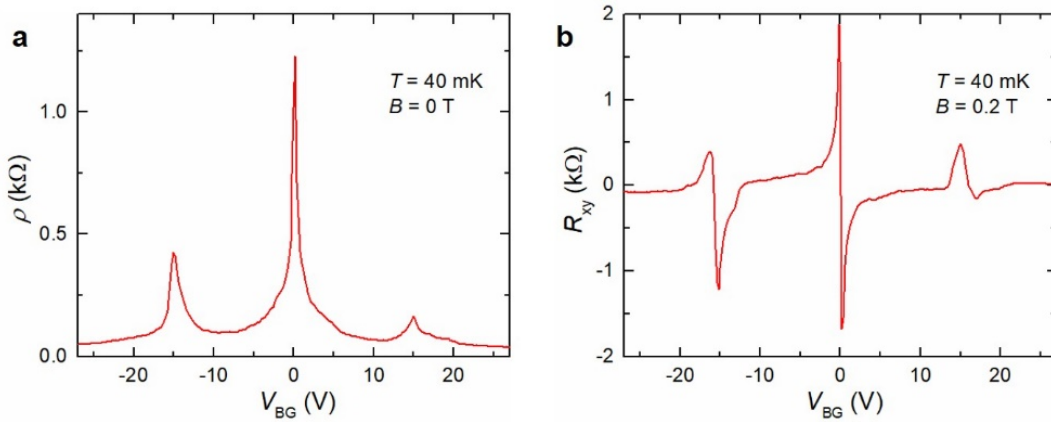 a
T = 40 mK
B = 0 T
ρ (kΩ)
1.0
0.5
0.0
-20 -10 0 10 20
V_BG (V)
b
T = 40 mK
B = 0.2 T
R_xy (kΩ)
2
1
0
-1
-2
-20 -10 0 10 20
V_BG (V)